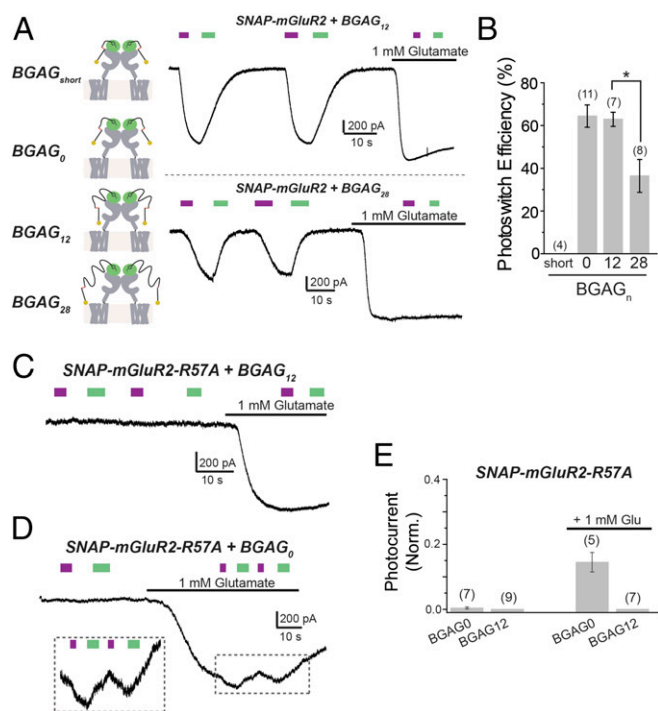 A
SNAP-mGluR2 + BGAG12
BGAGshort
1 mM Glutamate
200 pA
10 s
BGAG0
SNAP-mGluR2 + BGAG28
BGAG12
1 mM Glutamate
200 pA
10 s
BGAG28
B
Photoswitch Efficiency (%)
80
60
40
20
0
(4)
(11)
(7)
(8)
*
short 0 12 28
BGAGn
C
SNAP-mGluR2-R57A + BGAG12
1 mM Glutamate
200 pA
10 s
D
SNAP-mGluR2-R57A + BGAG0
1 mM Glutamate
200 pA
10 s
E
SNAP-mGluR2-R57A
Photocurrent
(Norm.)
0.4
0.2
0.0
+ 1 mM Glu
(7)
(9)
(5)
(7)
BGAG0
BGAG12
BGAG0
BGAG12